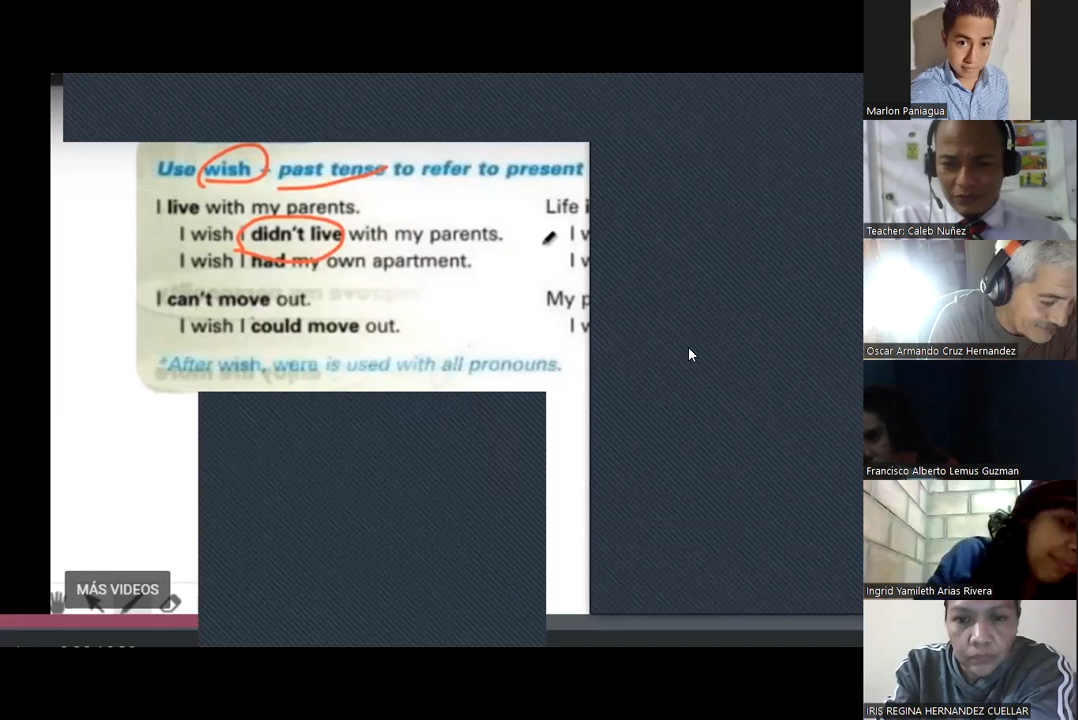 Use wish - past tense to refer to present
I live with my parents.
I wish I didn't live with my parents.
I wish I had my own apartment.
I can't move out.
I wish I could move out.
*After wish, were is used with all pronouns.
Life i
I w
I v
My p
I w
MÁS VIDEOS
Marlon Paniagua
Teacher: Caleb Nuñez
Oscar Armando Cruz Hernandez
Francisco Alberto Lemus Guzman
Ingrid Yamileth Arias Rivera
IRIS REGINA HERNANDEZ CUELLAR